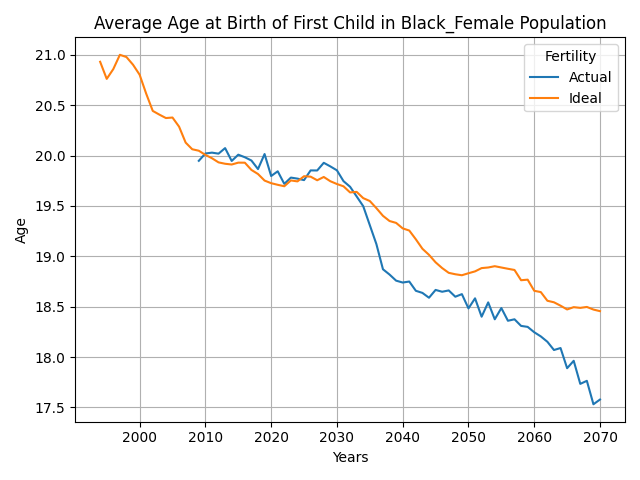 Average Age at Birth of First Child in Black_Female Population
Fertility
Actual
Ideal
21.0
20.5
20.0
19.5
19.0
18.5
18.0
17.5
Age
2000 2010 2020 2030 2040 2050 2060 2070
Years